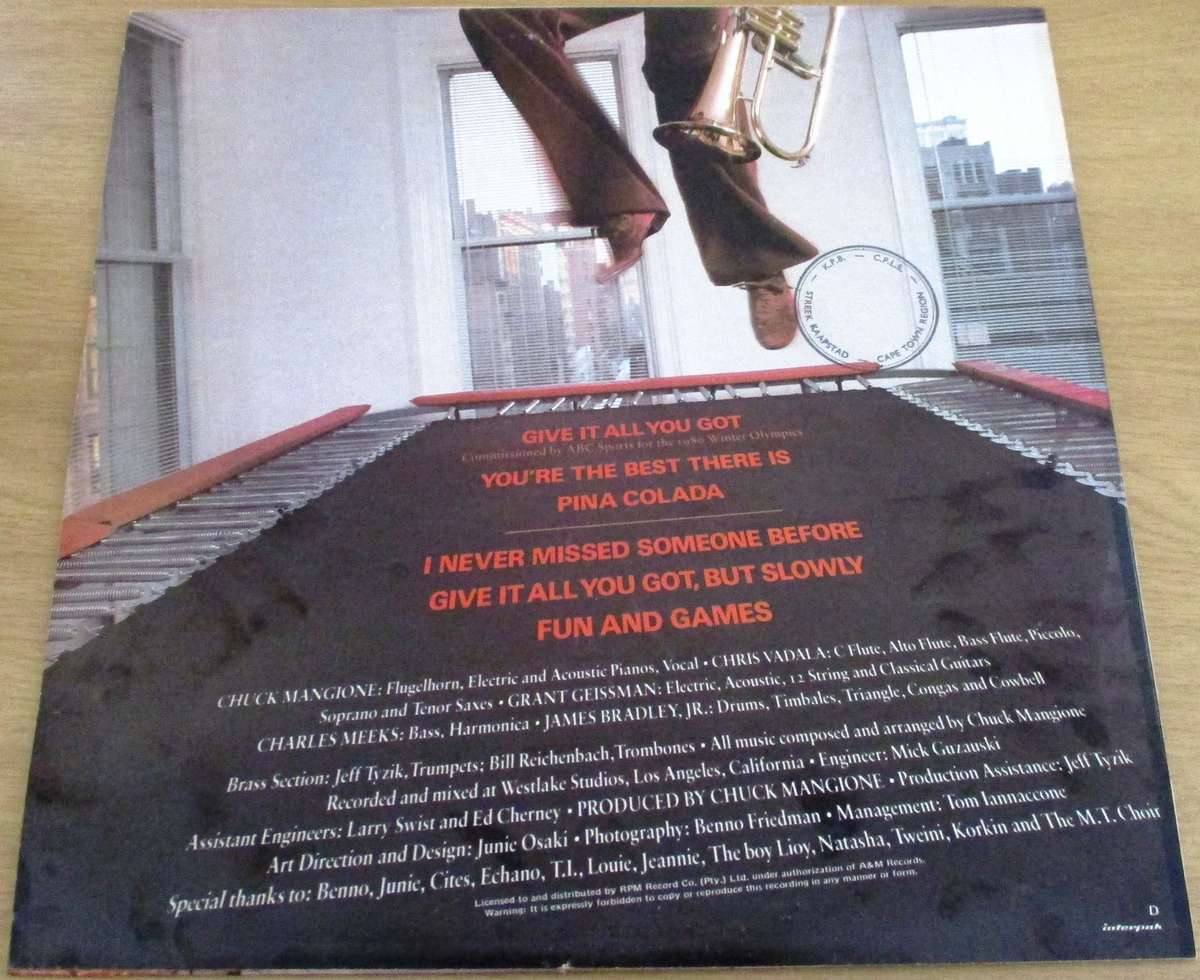 K.P.B. — C.P.L.B.
STREEK KAAPSTAD — CAPE TOWN REGION
GIVE IT ALL YOU GOT
Commissioned by ABC Sports for the 1980 Winter Olympics
YOU'RE THE BEST THERE IS
PINA COLADA
I NEVER MISSED SOMEONE BEFORE
GIVE IT ALL YOU GOT, BUT SLOWLY
FUN AND GAMES
CHUCK MANGIONE: Flugelhorn, Electric and Acoustic Pianos, Vocal • CHRIS VADALA: C Flute, Alto Flute, Bass Flute, Piccolo,
Soprano and Tenor Saxes • GRANT GEISSMAN: Electric, Acoustic, 12 String and Classical Guitars
CHARLES MEEKS: Bass, Harmonica • JAMES BRADLEY, JR.: Drums, Timbales, Triangle, Congas and Cowbell
Brass Section: Jeff Tyzik, Trumpets; Bill Reichenbach, Trombones • All music composed and arranged by Chuck Mangione
Recorded and mixed at Westlake Studios, Los Angeles, California • Engineer: Mick Guzauski
Assistant Engineers: Larry Swist and Ed Cherney • PRODUCED BY CHUCK MANGIONE • Production Assistance: Jeff Tyzik
Art Direction and Design: Junie Osaki • Photography: Benno Friedman • Management: Tom Iannaccone
Special thanks to: Benno, Junie, Cites, Echano, T.I., Louie, Jeannie, The boy Lioy, Natasha, Tweini, Korkin and The M.T. Choir
Licensed to and distributed by RPM Record Co. (Pty.) Ltd. under authorization of A&M Records.
Warning: It is expressly forbidden to copy or reproduce this recording in any manner or form.
D
interpak